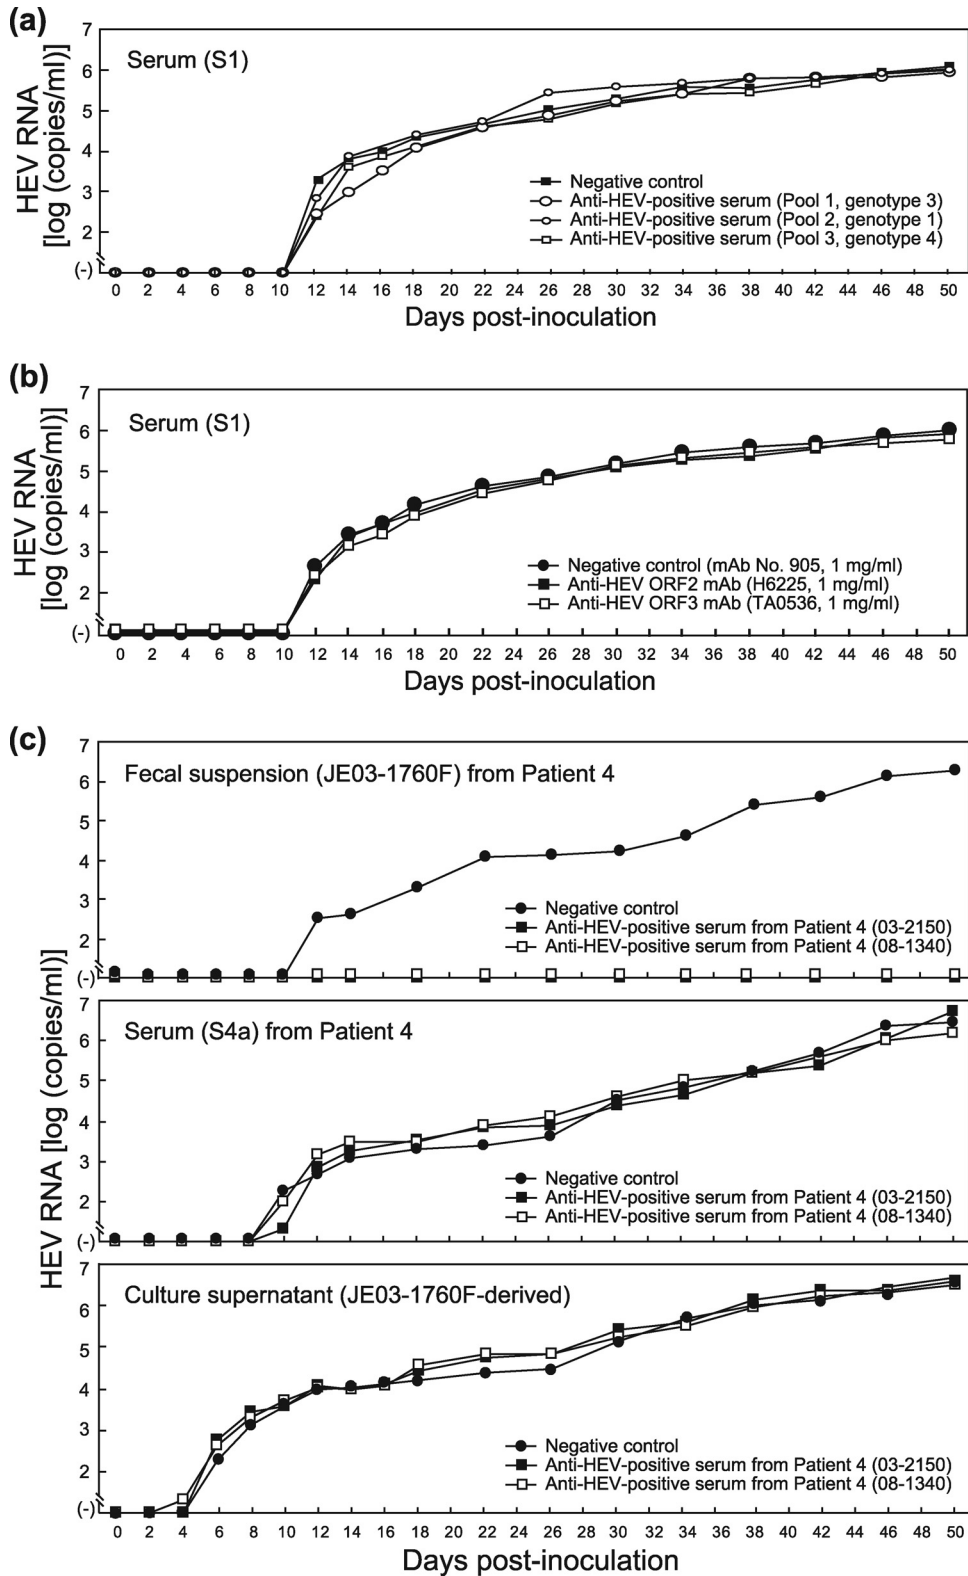 (a)
7
6
5
4
3
2
(-)
HEV RNA
[log (copies/ml)]
Serum (S1)
Negative control
Anti-HEV-positive serum (Pool 1, genotype 3)
Anti-HEV-positive serum (Pool 2, genotype 1)
Anti-HEV-positive serum (Pool 3, genotype 4)
0 2 4 6 8 10 12 14 16 18 20 22 24 26 28 30 32 34 36 38 40 42 44 46 48 50
Days post-inoculation
(b)
7
6
5
4
3
2
(-)
HEV RNA
[log (copies/ml)]
Serum (S1)
Negative control (mAb No. 905, 1 mg/ml)
Anti-HEV ORF2 mAb (H6225, 1 mg/ml)
Anti-HEV ORF3 mAb (TA0536, 1 mg/ml)
0 2 4 6 8 10 12 14 16 18 20 22 24 26 28 30 32 34 36 38 40 42 44 46 48 50
Days post-inoculation
(c)
HEV RNA [log (copies/ml)]
7
6
5
4
3
2
(-)
Fecal suspension (JE03-1760F) from Patient 4
Negative control
Anti-HEV-positive serum from Patient 4 (03-2150)
Anti-HEV-positive serum from Patient 4 (08-1340)
7
6
5
4
3
2
(-)
Serum (S4a) from Patient 4
Negative control
Anti-HEV-positive serum from Patient 4 (03-2150)
Anti-HEV-positive serum from Patient 4 (08-1340)
7
6
5
4
3
2
(-)
Culture supernatant (JE03-1760F-derived)
Negative control
Anti-HEV-positive serum from Patient 4 (03-2150)
Anti-HEV-positive serum from Patient 4 (08-1340)
0 2 4 6 8 10 12 14 16 18 20 22 24 26 28 30 32 34 36 38 40 42 44 46 48 50
Days post-inoculation